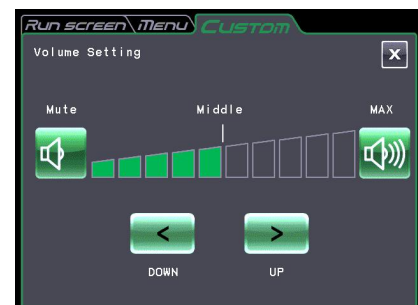 Run screen Menu Custom
Volume Setting X
Mute Middle MAX
< >
DOWN UP